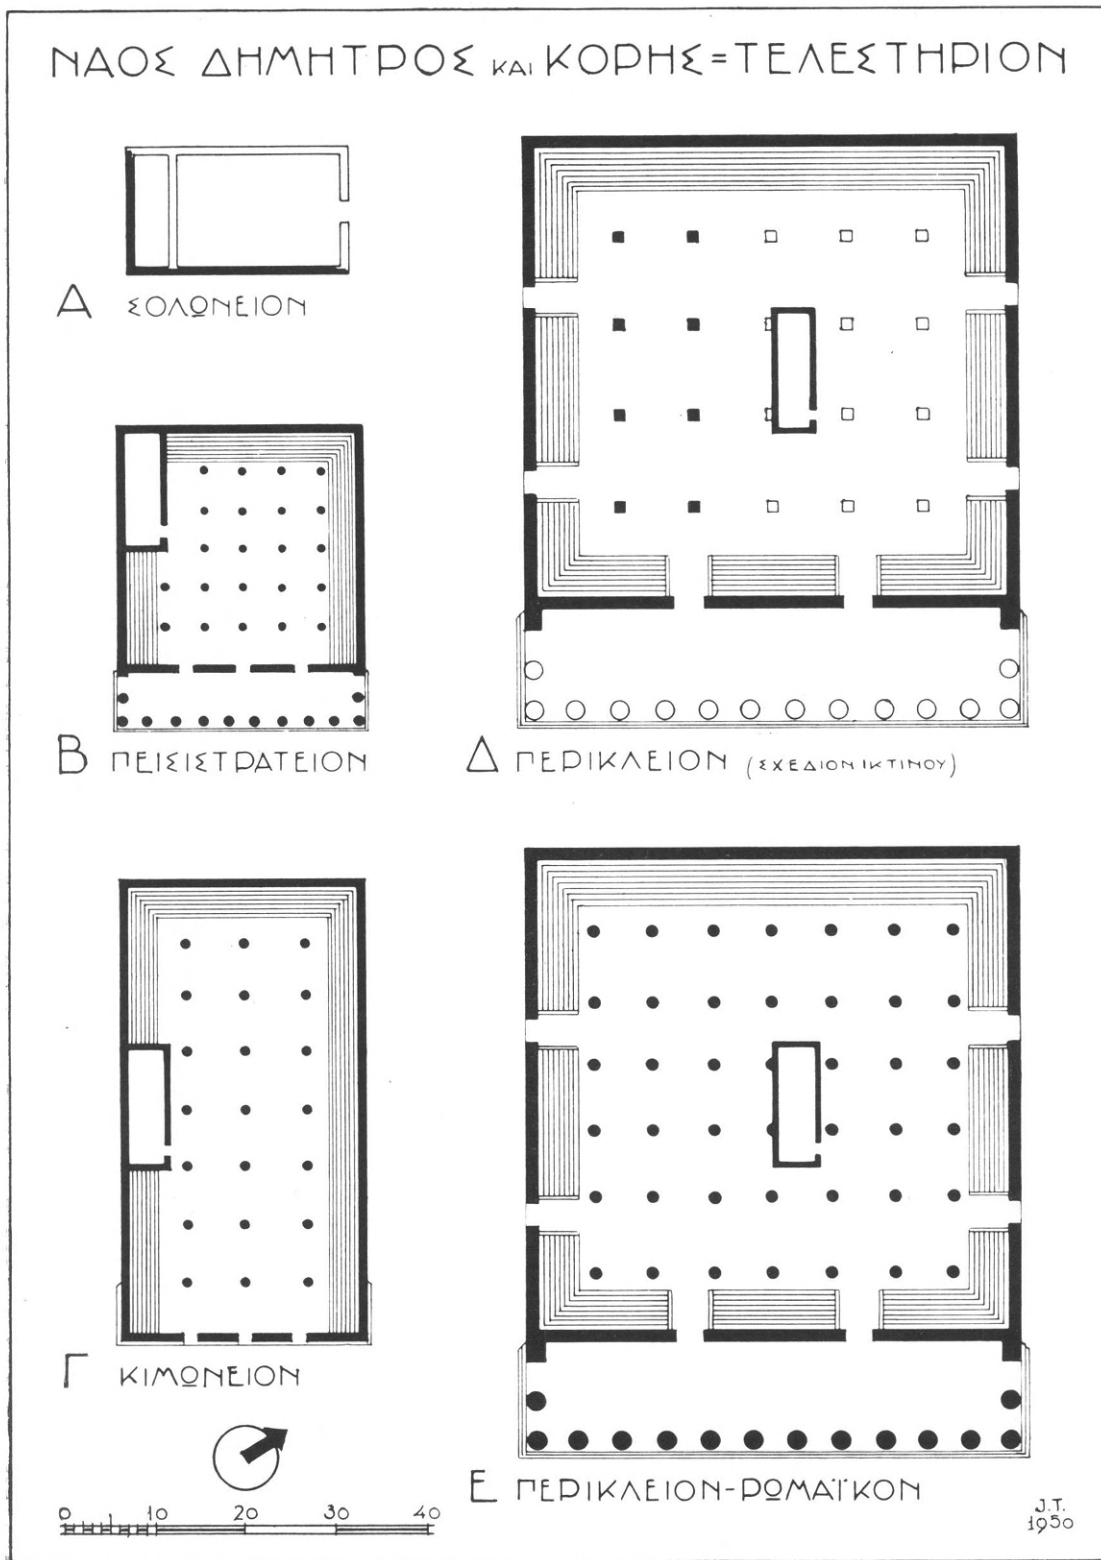 ΝΑΟΣ ΔΗΜΗΤΡΟΣ ΚΑΙ ΚΟΡΗΣ = ΤΕΛΕΣΤΗΡΙΟΝ
Α ΣΟΛΩΝΕΙΟΝ
Β ΠΕΙΣΙΣΤΡΑΤΕΙΟΝ
Δ ΠΕΡΙΚΛΕΙΟΝ (ΣΧΕΔΙΟΝ ΙΚΤΙΝΟΥ)
Γ ΚΙΜΩΝΕΙΟΝ
Ε ΠΕΡΙΚΛΕΙΟΝ-ΡΩΜΑΪΚΟΝ
0 5 10 20 30 40
J.T.
1950